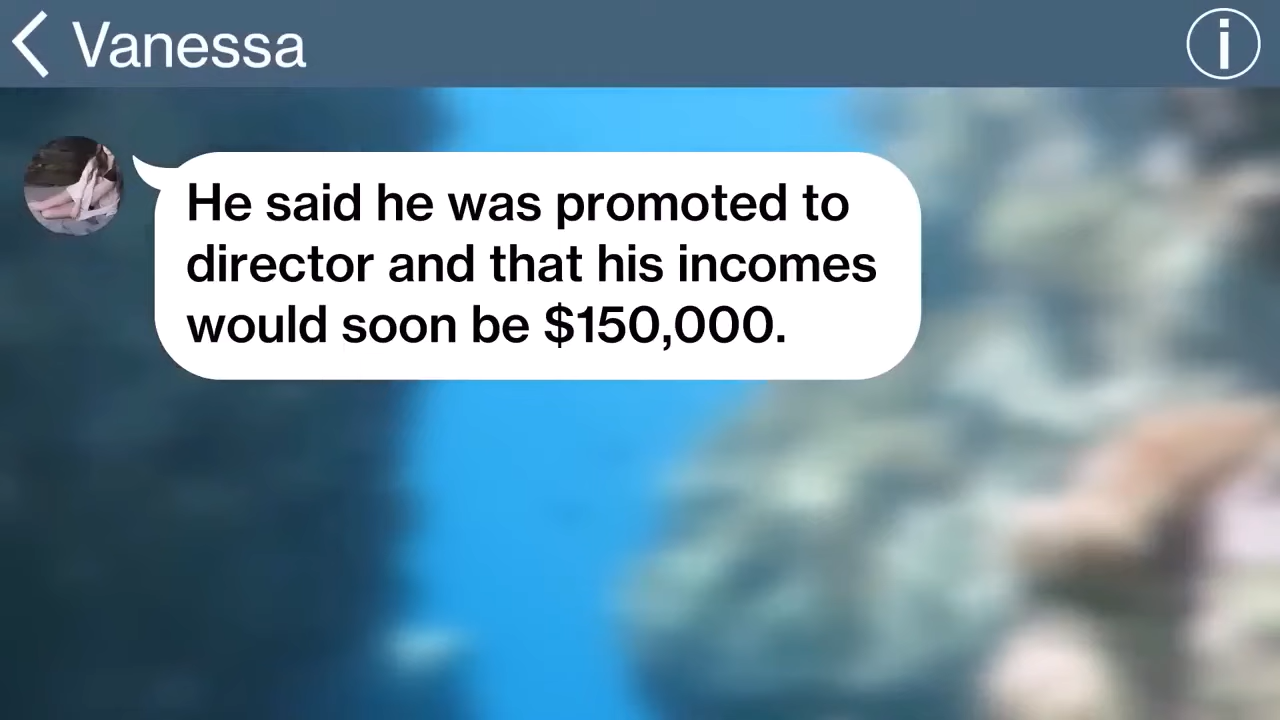 Vanessa
He said he was promoted to
director and that his incomes
would soon be $150,000.